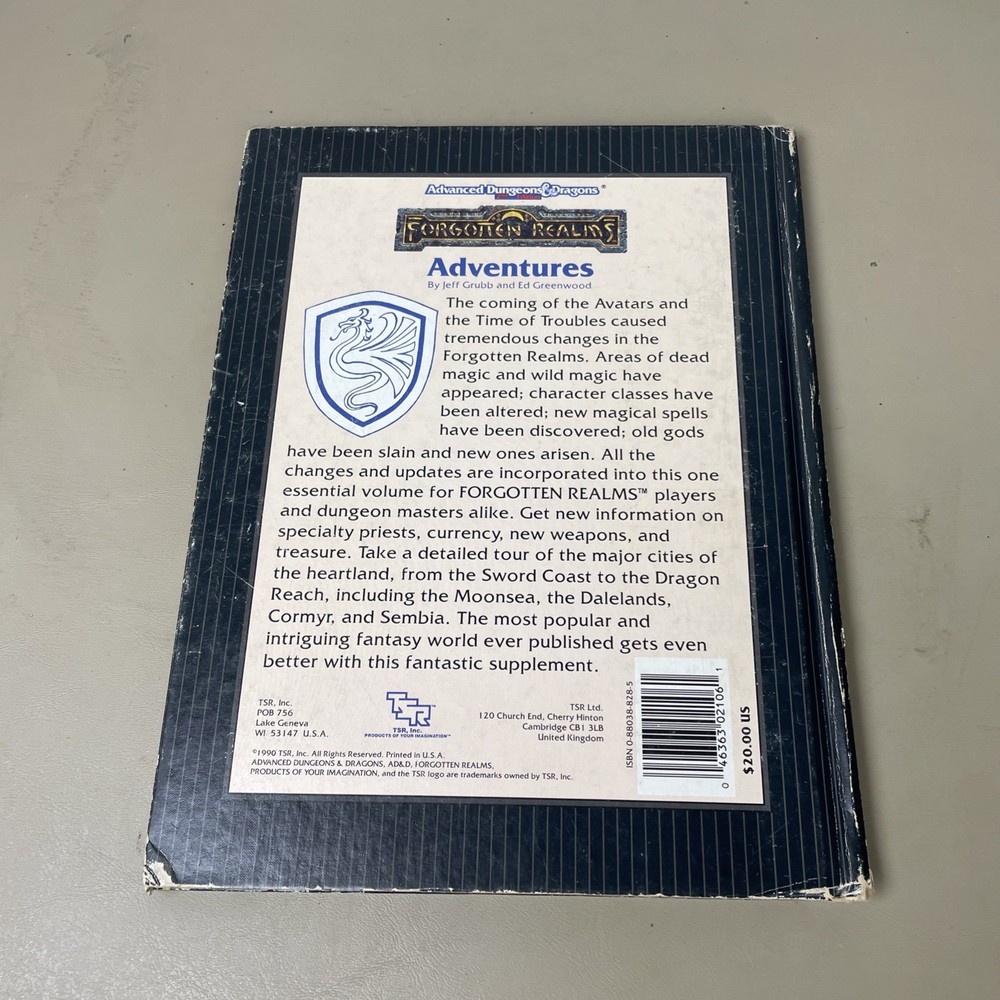 Advanced Dungeons & Dragons®
FORGOTTEN REALMS
Adventures
By Jeff Grubb and Ed Greenwood
The coming of the Avatars and
the Time of Troubles caused
tremendous changes in the
Forgotten Realms. Areas of dead
magic and wild magic have
appeared; character classes have
been altered; new magical spells
have been discovered; old gods
have been slain and new ones arisen. All the
changes and updates are incorporated into this one
essential volume for FORGOTTEN REALMS™ players
and dungeon masters alike. Get new information on
specialty priests, currency, new weapons, and
treasure. Take a detailed tour of the major cities of
the heartland, from the Sword Coast to the Dragon
Reach, including the Moonsea, the Dalelands,
Cormyr, and Sembia. The most popular and
intriguing fantasy world ever published gets even
better with this fantastic supplement.
TSR, Inc.
POB 756
Lake Geneva
WI 53147 U.S.A.
TSR
TSR, Inc.
PRODUCTS OF YOUR IMAGINATION™
TSR Ltd.
120 Church End, Cherry Hinton
Cambridge CB1 3LB
United Kingdom
©1990 TSR, Inc. All Rights Reserved. Printed in U.S.A.
ADVANCED DUNGEONS & DRAGONS, AD&D, FORGOTTEN REALMS,
PRODUCTS OF YOUR IMAGINATION, and the TSR logo are trademarks owned by TSR, Inc.
ISBN 0-88038-828-5
0 46363 02106 1
$20.00 US